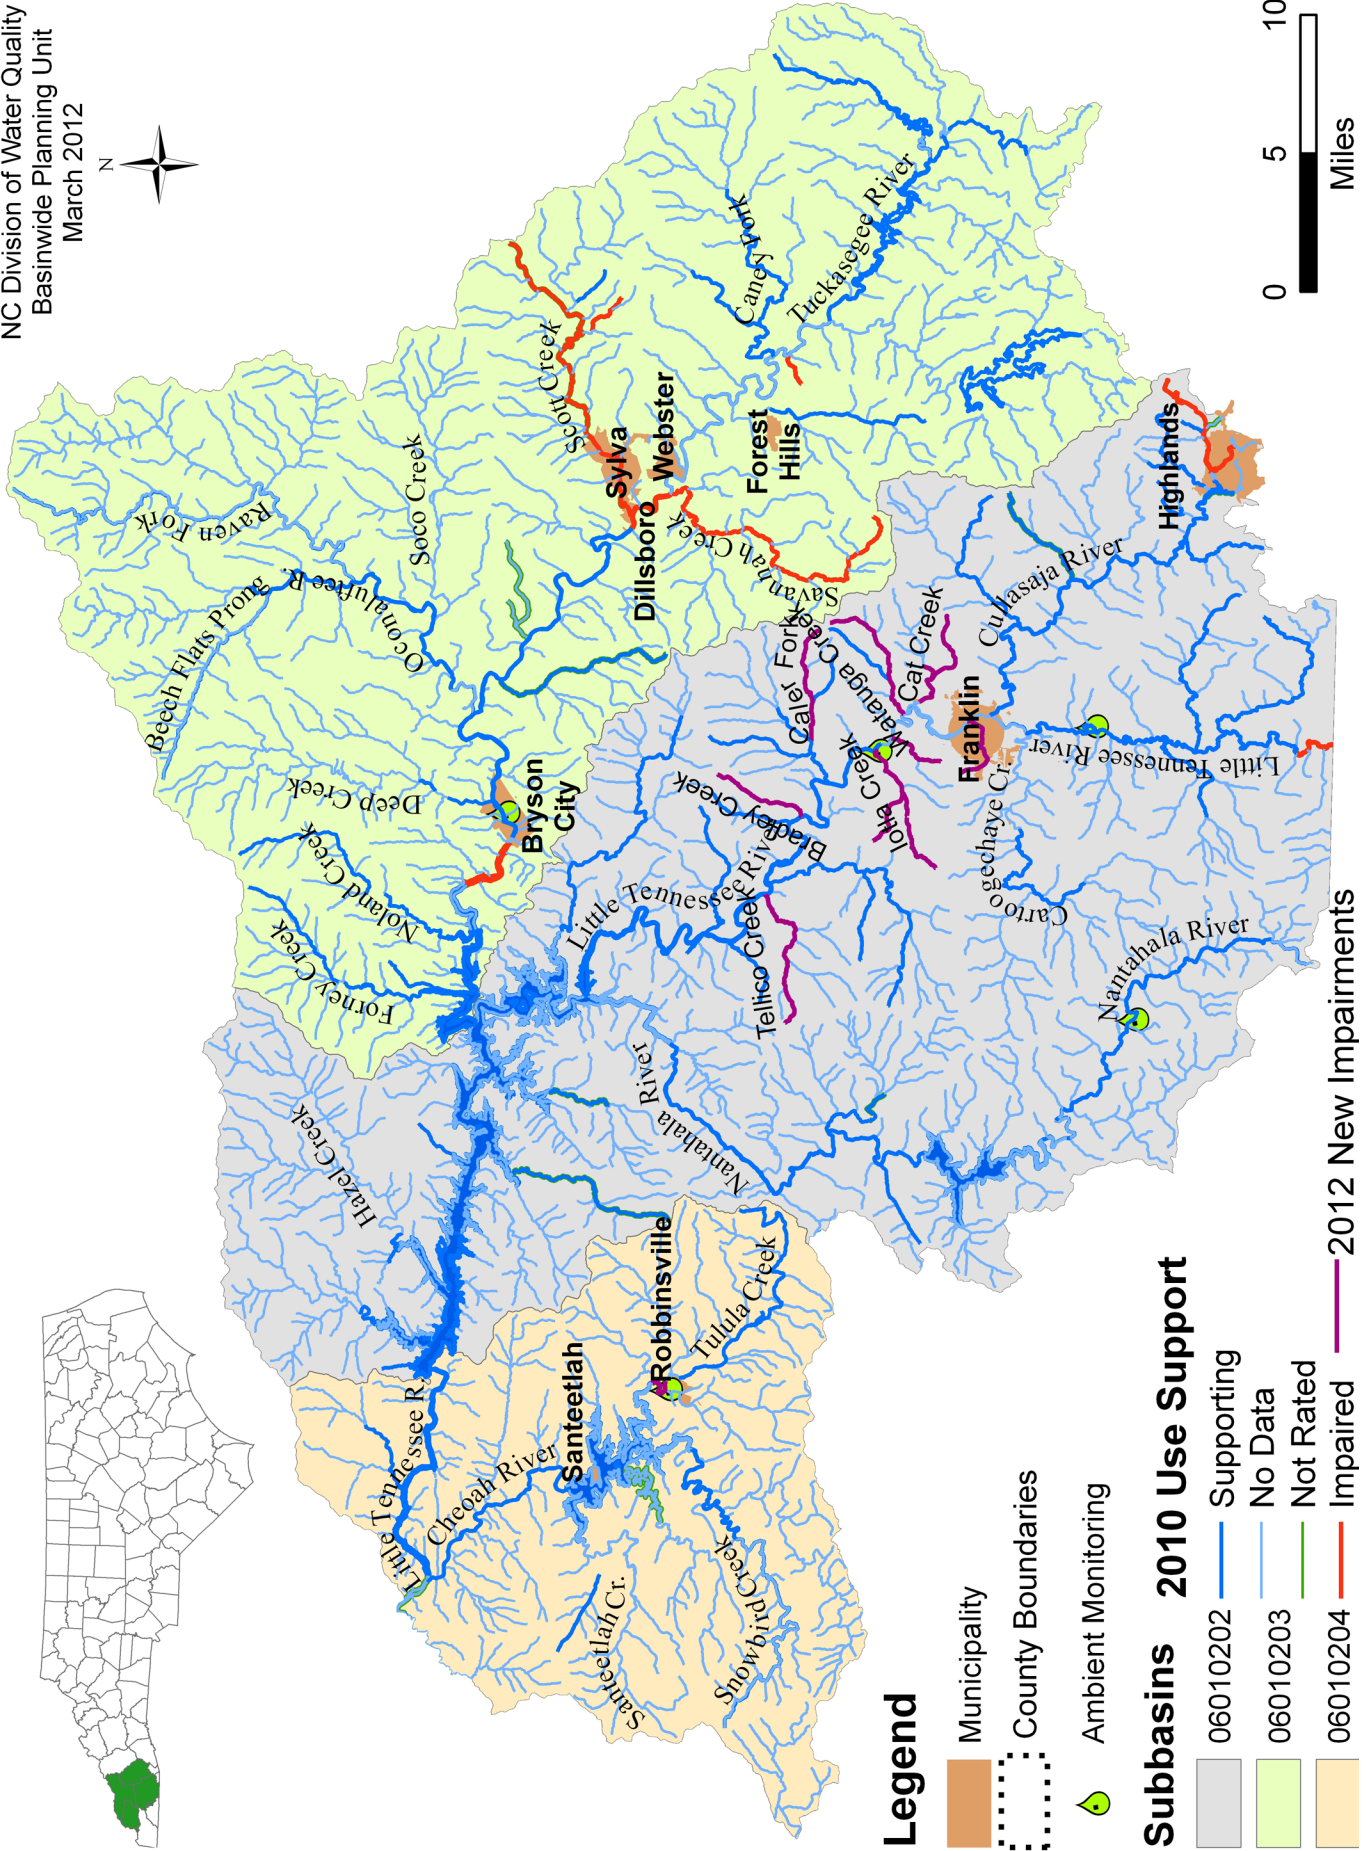 NC Division of Water Quality
Basinwide Planning Unit
March 2012
N
Raven Fork
Beech Flats Prong
Oconaluftee R.
Soco Creek
Deep Creek
Noland Creek
Forney Creek
Bryson
City
Scott Creek
Sylva
Webster
Dillsboro
Savannah Creek
Forest
Hills
Caney Fork
Tuckasegee River
Hazel Creek
Little Tennessee R.
Cheoah River
Santeetlah
Robbinsville
Tulula Creek
Santeetlah Cr.
Snowbird Creek
Nantahala
River
Little Tennessee River
Tellico Creek
Bradley Creek
Caler Fork
Watauga Creek
Cat Creek
Iotla Creek
Franklin
Cartoogechaye Cr.
Cullasaja River
Highlands
Little Tennessee River
Nantahala River
0
5
10
Miles
Legend
Municipality
County Boundaries
Ambient Monitoring
Subbasins
06010202
06010203
06010204
2010 Use Support
Supporting
No Data
Not Rated
Impaired
2012 New Impairments